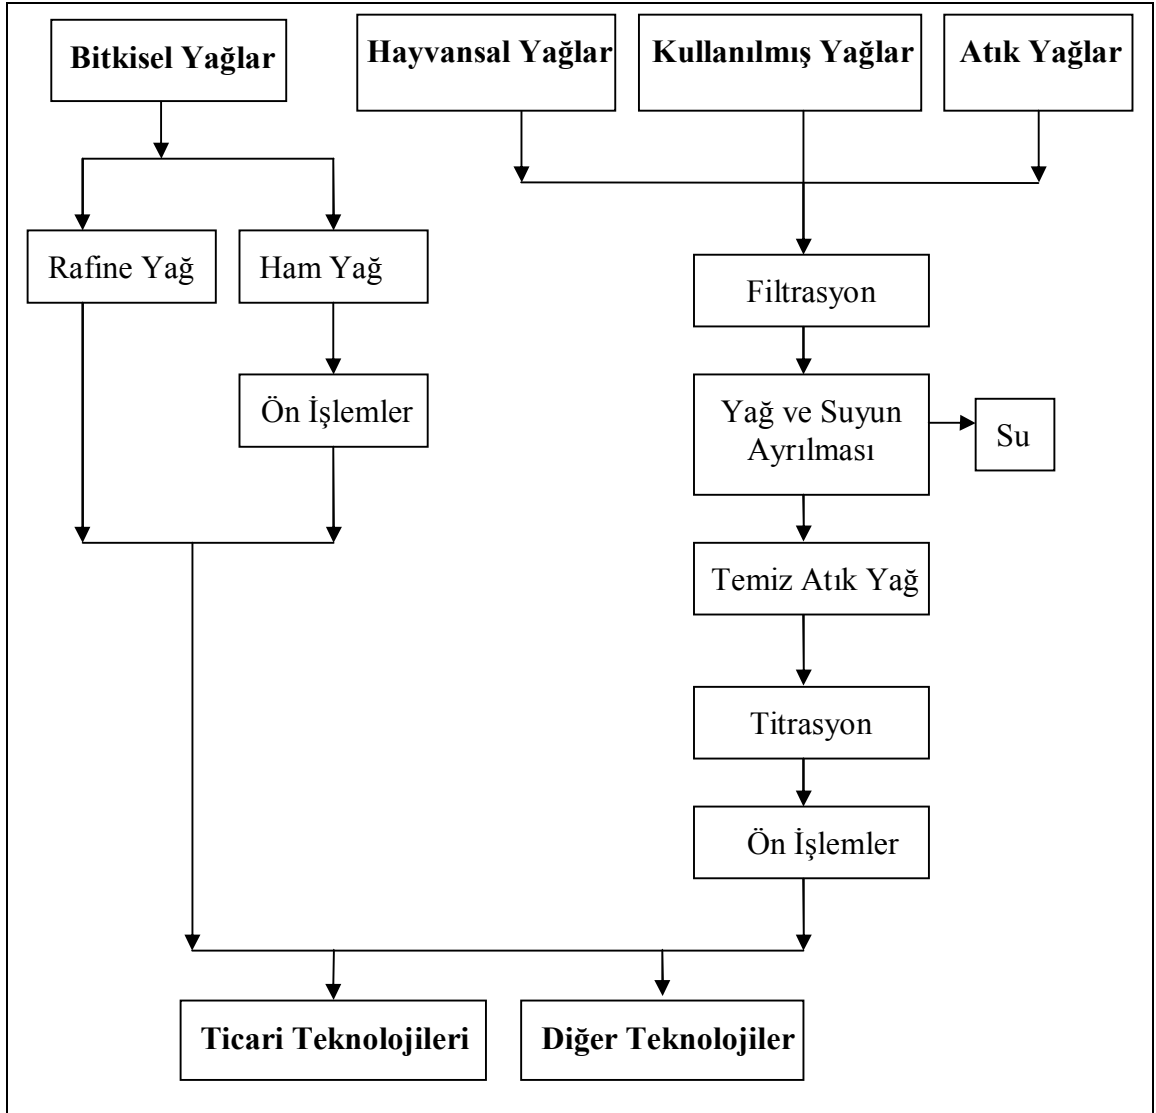 Bitkisel Yağlar
Hayvansal Yağlar
Kullanılmış Yağlar
Atık Yağlar
Rafine Yağ
Ham Yağ
Filtrasyon
Ön İşlemler
Yağ ve Suyun
Ayrılması
Su
Temiz Atık Yağ
Titrasyon
Ön İşlemler
Ticari Teknolojileri
Diğer Teknolojiler